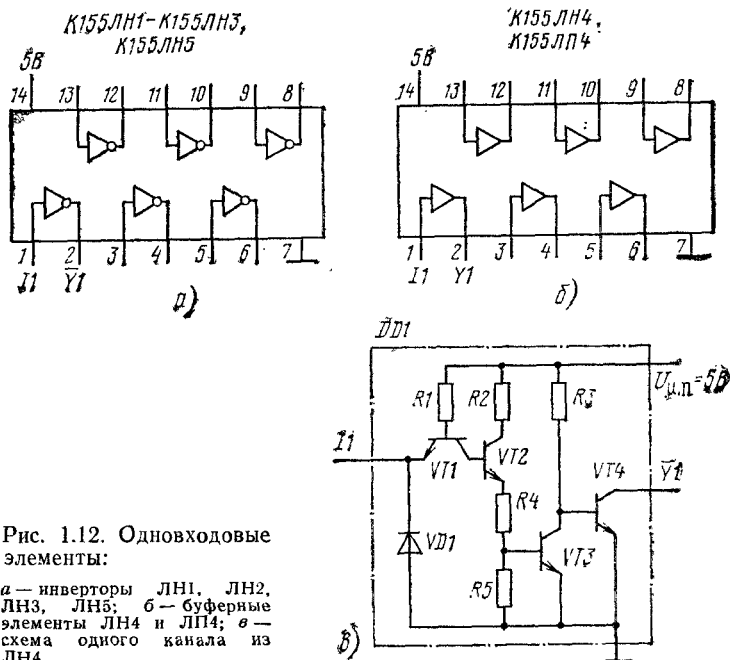 К155ЛН1-К155ЛН3,
К155ЛН5
5В
14 13 12 11 10 9 8
1 2 3 4 5 6 7
I1 Y̅1
а)
К155ЛН4,
К155ЛП4
5В
14 13 12 11 10 9 8
1 2 3 4 5 6 7
I1 Y1
б)
DD1
Uи.п=5В
R1 R2 R3
I1
VT1 VT2 VT4 Y̅1
R4
VD1 VT3
R5
в)
Рис. 1.12. Одновходовые
элементы:
а — инверторы ЛН1, ЛН2,
ЛН3, ЛН5; б — буферные
элементы ЛН4 и ЛП4; в —
схема одного канала из
ЛН4